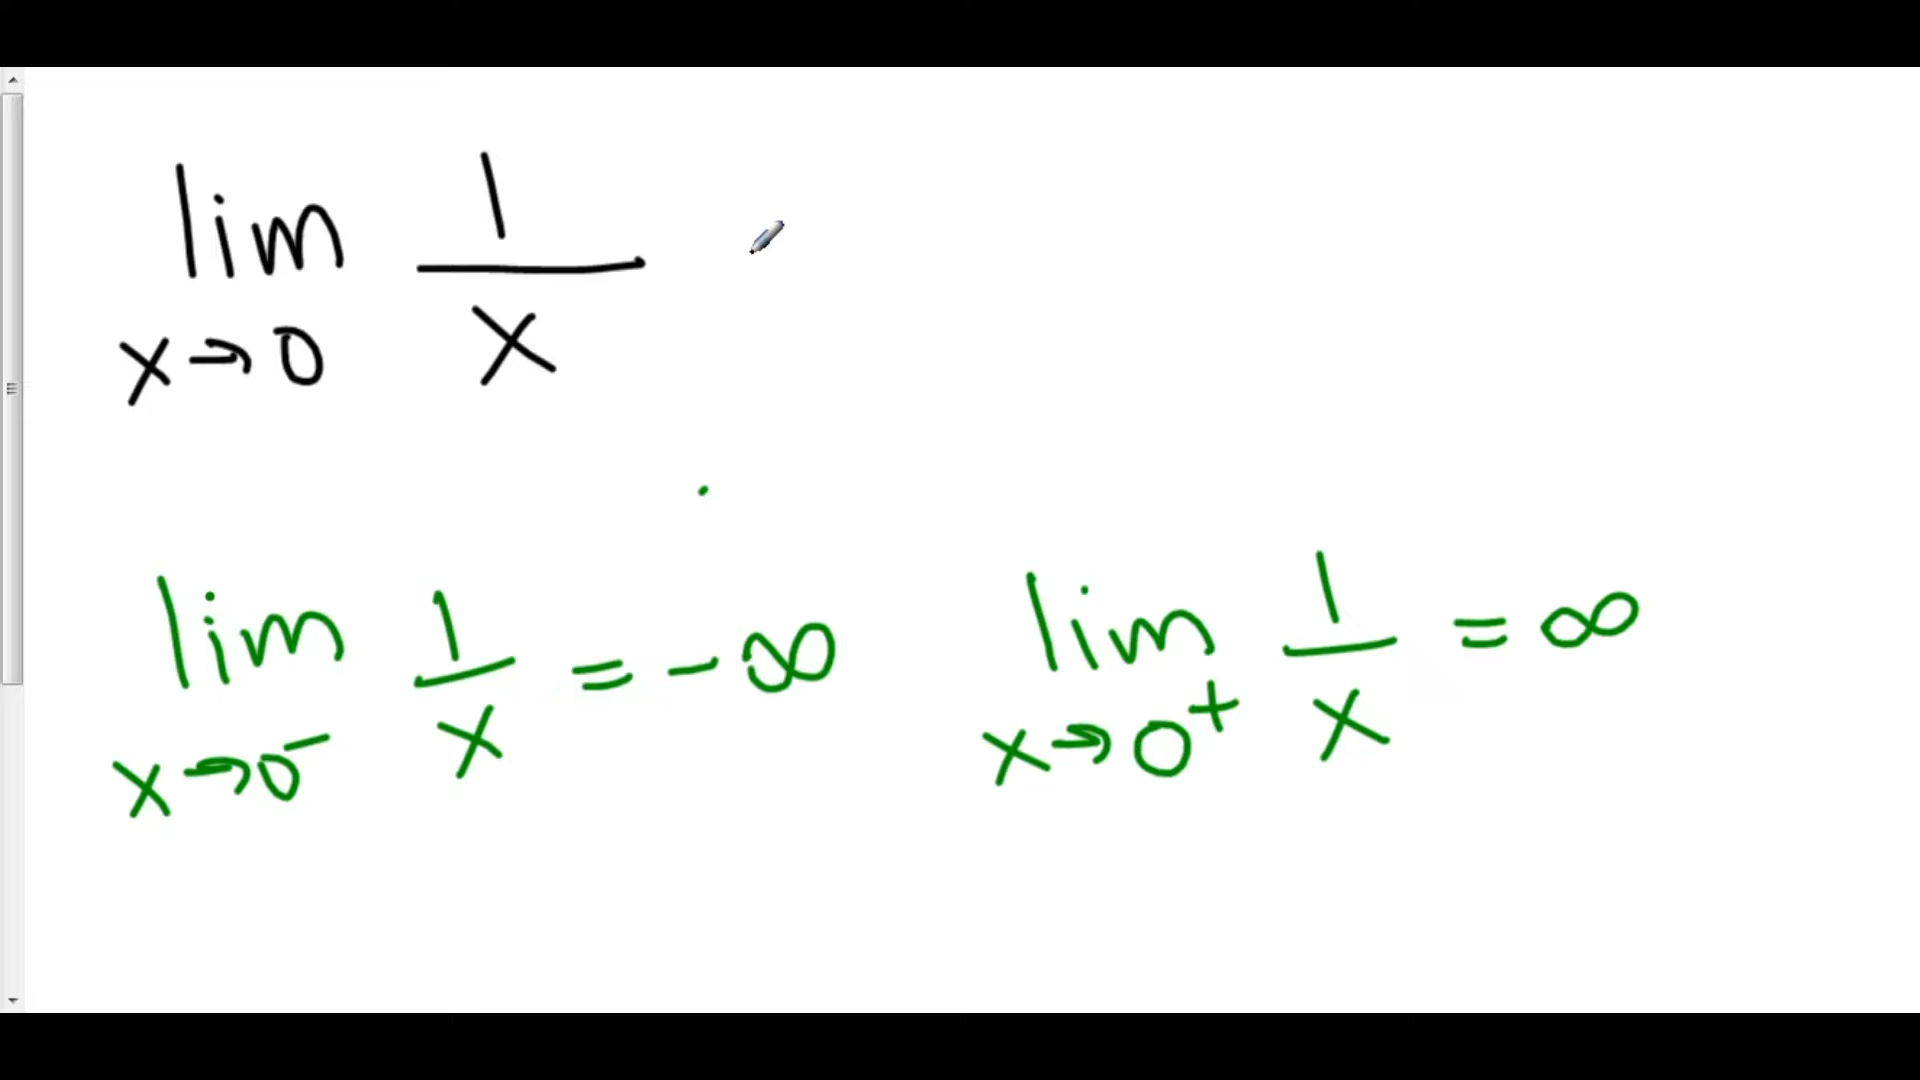 lim 1/x
x→0
lim 1/x = -∞
x→0⁻
lim 1/x = ∞
x→0⁺